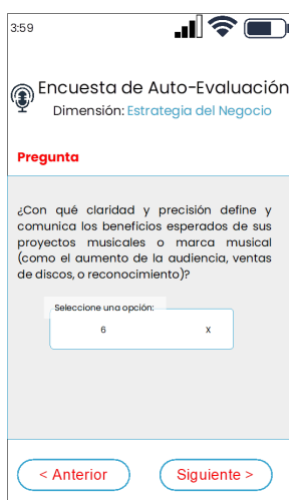 3:59
Encuesta de Auto-Evaluación
Dimensión: Estrategia del Negocio
Pregunta
¿Con qué claridad y precisión define y
comunica los beneficios esperados de sus
proyectos musicales o marca musical
(como el aumento de la audiencia, ventas
de discos, o reconocimiento)?
Seleccione una opción:
6 X
< Anterior Siguiente >